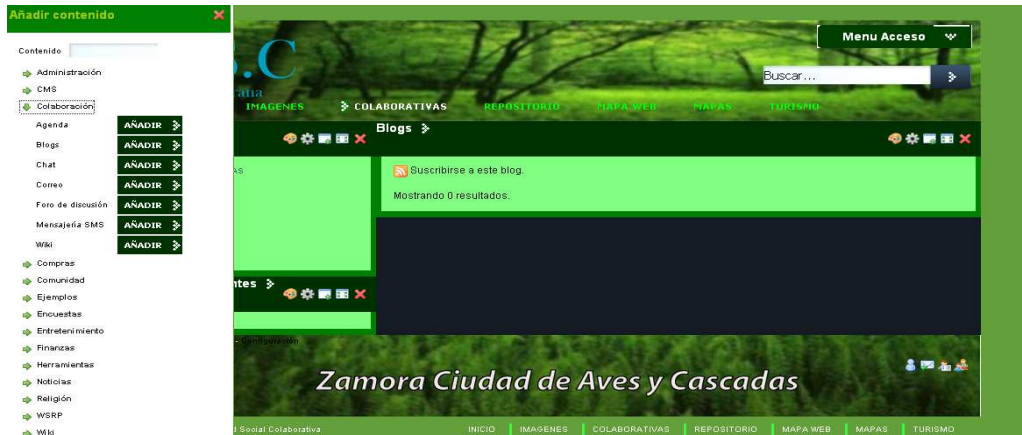 Añadir contenido
Contenido
Administración
CMS
Colaboración
Agenda AÑADIR
Blogs AÑADIR
Chat AÑADIR
Correo AÑADIR
Foro de discusión AÑADIR
Mensajería SMS AÑADIR
Wiki AÑADIR
Compras
Comunidad
Ejemplos
Encuestas
Entretenimiento
Finanzas
Herramientas
Noticias
Religión
WSRP
Wiki
Menu Acceso
.C
Buscar...
IMAGENES COLABORATIVAS REPOSITORIO MAPA WEB MAPAS TURISMO
Blogs
Suscribirse a este blog.
Mostrando 0 resultados.
ntes
- Configuración
Zamora Ciudad de Aves y Cascadas
d Social Colaborativa INICIO IMAGENES COLABORATIVAS REPOSITORIO MAPA WEB MAPAS TURISMO